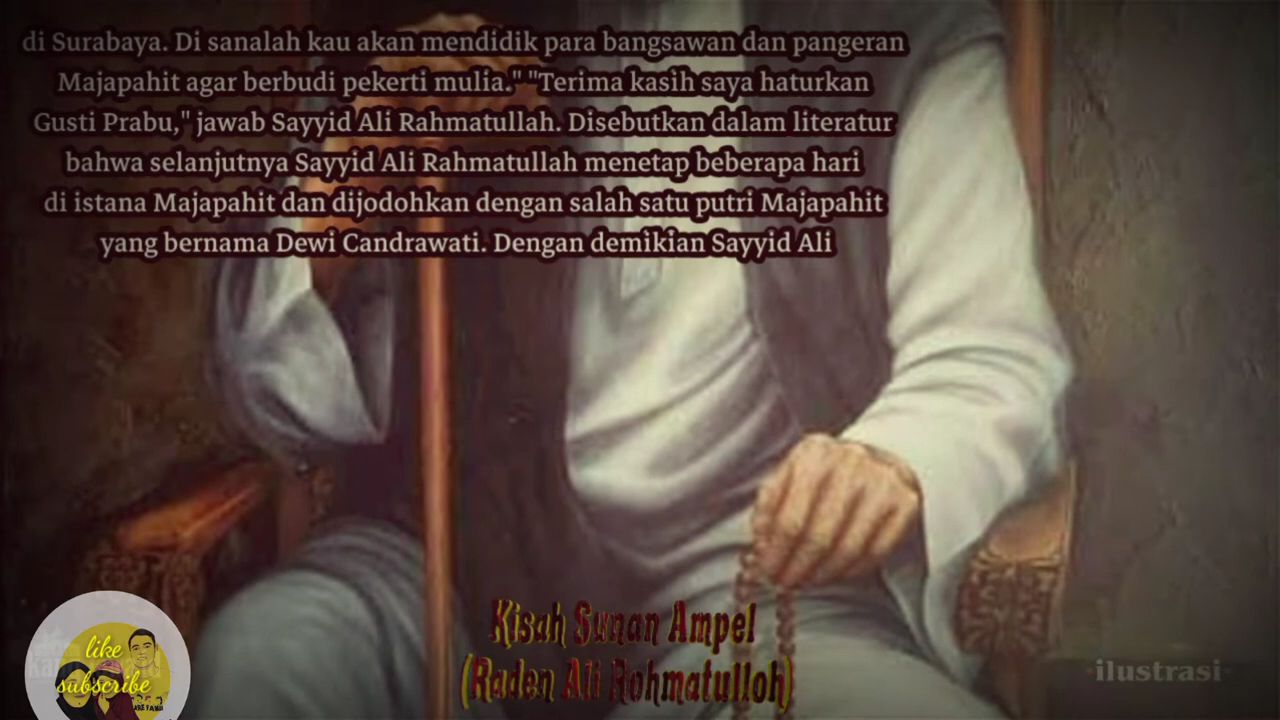 di Surabaya. Di sanalah kau akan mendidik para bangsawan dan pangeran
Majapahit agar berbudi pekerti mulia." "Terima kasih saya haturkan
Gusti Prabu," jawab Sayyid Ali Rahmatullah. Disebutkan dalam literatur
bahwa selanjutnya Sayyid Ali Rahmatullah menetap beberapa hari
di istana Majapahit dan dijodohkan dengan salah satu putri Majapahit
yang bernama Dewi Candrawati. Dengan demikian Sayyid Ali
Kisah Sunan Ampel
(Raden Ali Rohmatulloh)
·ilustrasi·
like
subscribe